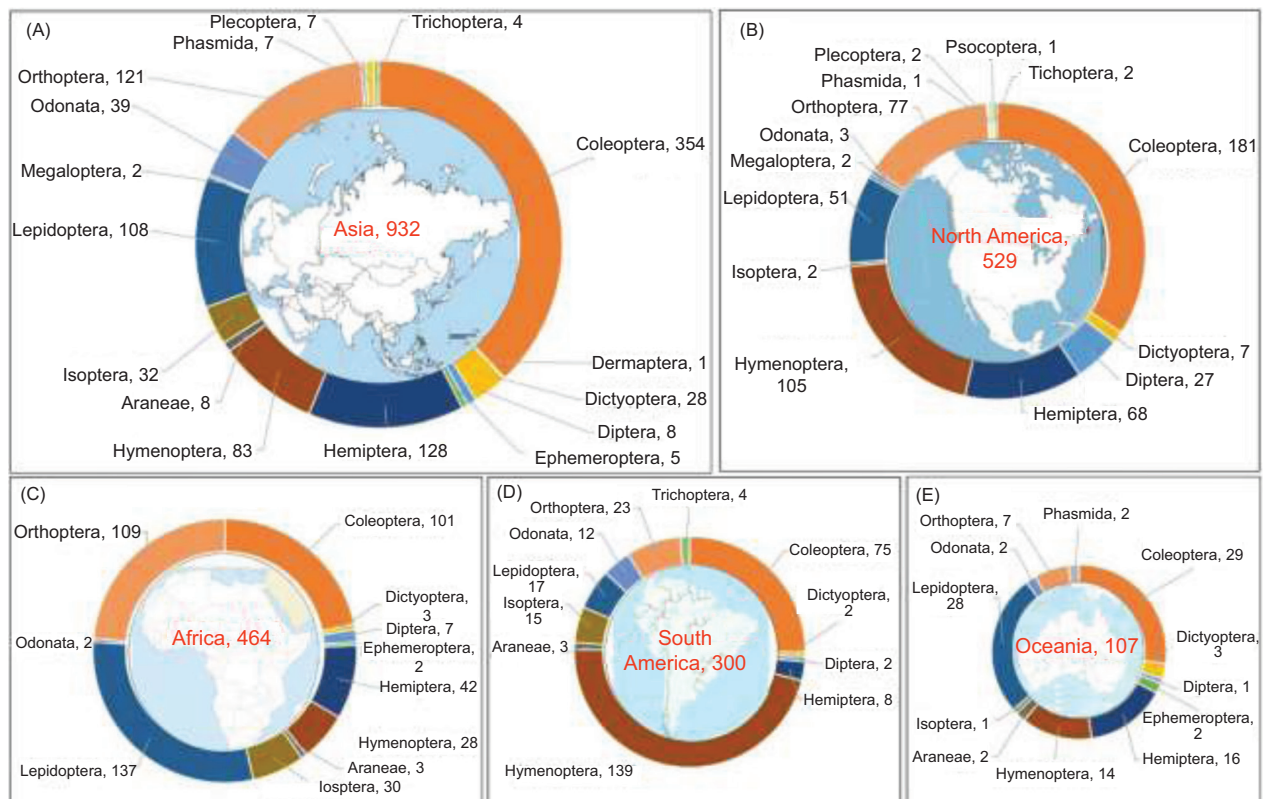 (A)
Plecoptera, 7
Trichoptera, 4
Phasmida, 7
Orthoptera, 121
Odonata, 39
Coleoptera, 354
Megaloptera, 2
Lepidoptera, 108
Asia, 932
Isoptera, 32
Dermaptera, 1
Araneae, 8
Dictyoptera, 28
Diptera, 8
Hymenoptera, 83
Hemiptera, 128
Ephemeroptera, 5
(B)
Psocoptera, 1
Plecoptera, 2
Phasmida, 1
Tichoptera, 2
Orthoptera, 77
Odonata, 3
Coleoptera, 181
Megaloptera, 2
Lepidoptera, 51
North America,
529
Isoptera, 2
Hymenoptera,
105
Dictyoptera, 7
Diptera, 27
Hemiptera, 68
(C)
Orthoptera, 109
Coleoptera, 101
Dictyoptera,
3
Africa, 464
Diptera, 7
Odonata, 2
Ephemeroptera,
2
Hemiptera, 42
Hymenoptera, 28
Lepidoptera, 137
Araneae, 3
Iosptera, 30
(D)
Trichoptera, 4
Orthoptera, 23
Odonata, 12
Coleoptera, 75
Lepidoptera,
17
Isoptera,
15
Dictyoptera,
2
South
America, 300
Araneae, 3
Diptera, 2
Hemiptera, 8
Hymenoptera, 139
(E)
Phasmida, 2
Orthoptera, 7
Odonata, 2
Coleoptera, 29
Lepidoptera,
28
Oceania, 107
Dictyoptera,
3
Diptera, 1
Isoptera, 1
Ephemeroptera,
2
Araneae, 2
Hymenoptera, 14
Hemiptera, 16